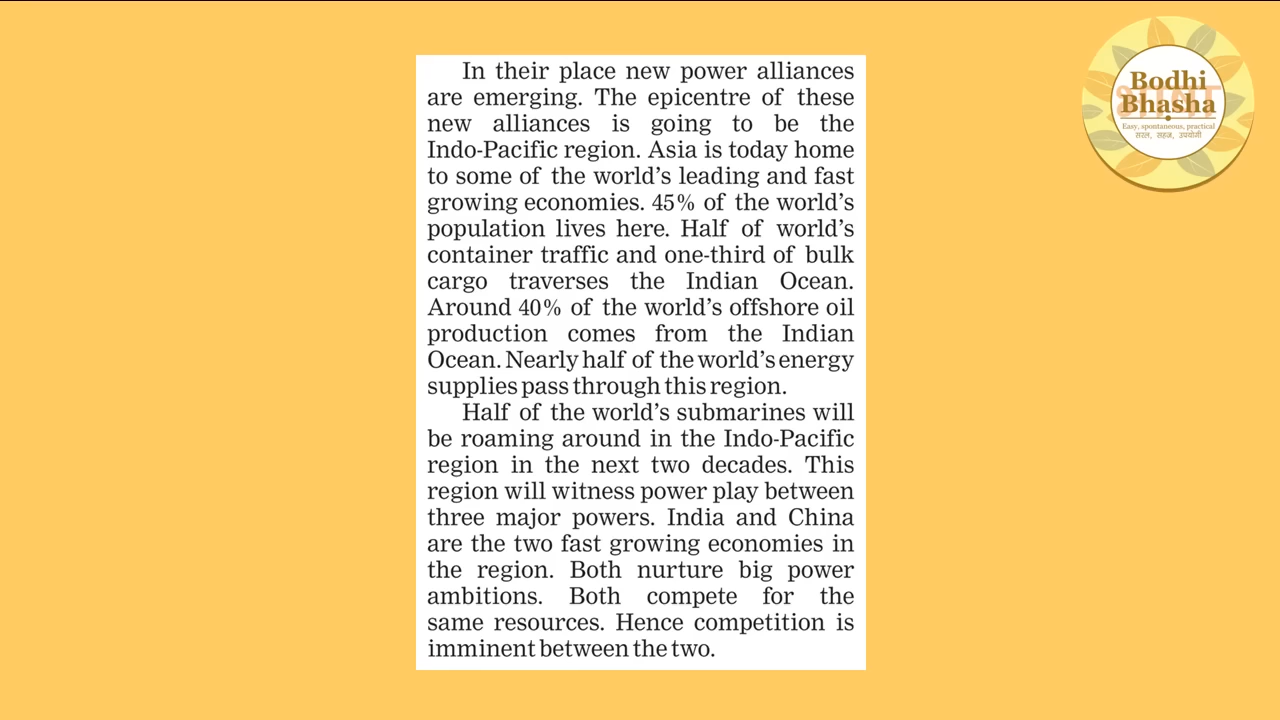 In their place new power alliances
are emerging. The epicentre of these
new alliances is going to be the
Indo-Pacific region. Asia is today home
to some of the world's leading and fast
growing economies. 45% of the world's
population lives here. Half of world's
container traffic and one-third of bulk
cargo traverses the Indian Ocean.
Around 40% of the world's offshore oil
production comes from the Indian
Ocean. Nearly half of the world's energy
supplies pass through this region.
Half of the world's submarines will
be roaming around in the Indo-Pacific
region in the next two decades. This
region will witness power play between
three major powers. India and China
are the two fast growing economies in
the region. Both nurture big power
ambitions. Both compete for the
same resources. Hence competition is
imminent between the two.
Bodhi
Bhasha
Easy, spontaneous, practical
सरल, सहज, उपयोगी